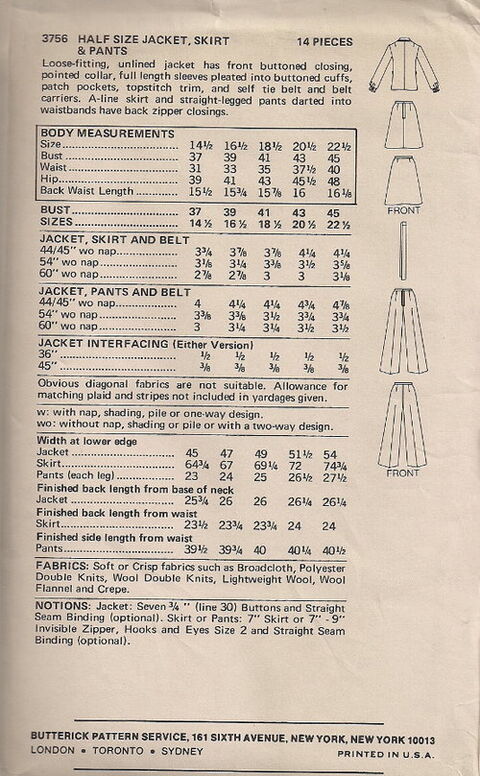 3756 HALF SIZE JACKET, SKIRT 14 PIECES
& PANTS
Loose-fitting, unlined jacket has front buttoned closing,
pointed collar, full length sleeves pleated into buttoned cuffs,
patch pockets, topstitch trim, and self tie belt and belt
carriers. A-line skirt and straight-legged pants darted into
waistbands have back zipper closings.
BODY MEASUREMENTS
Size 14½ 16½ 18½ 20½ 22½
Bust 37 39 41 43 45
Waist 31 33 35 37½ 40
Hip 39 41 43 45½ 48
Back Waist Length 15½ 15¾ 15⅞ 16 16⅛
BUST 37 39 41 43 45
SIZES 14½ 16½ 18½ 20½ 22½
JACKET, SKIRT AND BELT
44/45" wo nap 3¾ 3⅞ 3⅞ 4¼ 4¼
54" wo nap 3⅛ 3¼ 3⅜ 3½ 3⅝
60" wo nap 2⅞ 2⅞ 3 3 3⅛
JACKET, PANTS AND BELT
44/45" wo nap 4 4¼ 4¼ 4¾ 4⅞
54" wo nap 3⅜ 3⅜ 3½ 3¾ 3¾
60" wo nap 3 3¼ 3¼ 3½ 3½
JACKET INTERFACING (Either Version)
36" ½ ½ ½ ½ ½
45" ⅜ ⅜ ⅜ ⅜ ⅜
Obvious diagonal fabrics are not suitable. Allowance for
matching plaid and stripes not included in yardages given.
w: with nap, shading, pile or one-way design.
wo: without nap, shading or pile or with a two-way design.
Width at lower edge
Jacket 45 47 49 51½ 54
Skirt 64¾ 67 69¼ 72 74¾
Pants (each leg) 23 24 25 26½ 27½
Finished back length from base of neck
Jacket 25¾ 26 26 26¼ 26¼
Finished back length from waist
Skirt 23½ 23¾ 23¾ 24 24
Finished side length from waist
Pants 39½ 39¾ 40 40¼ 40½
FABRICS: Soft or Crisp fabrics such as Broadcloth, Polyester
Double Knits, Wool Double Knits, Lightweight Wool, Wool
Flannel and Crepe.
NOTIONS: Jacket: Seven ¾ " (line 30) Buttons and Straight
Seam Binding (optional). Skirt or Pants: 7" Skirt or 7" - 9"
Invisible Zipper, Hooks and Eyes Size 2 and Straight Seam
Binding (optional).
FRONT
FRONT
BUTTERICK PATTERN SERVICE, 161 SIXTH AVENUE, NEW YORK, NEW YORK 10013
LONDON • TORONTO • SYDNEY PRINTED IN U.S.A.